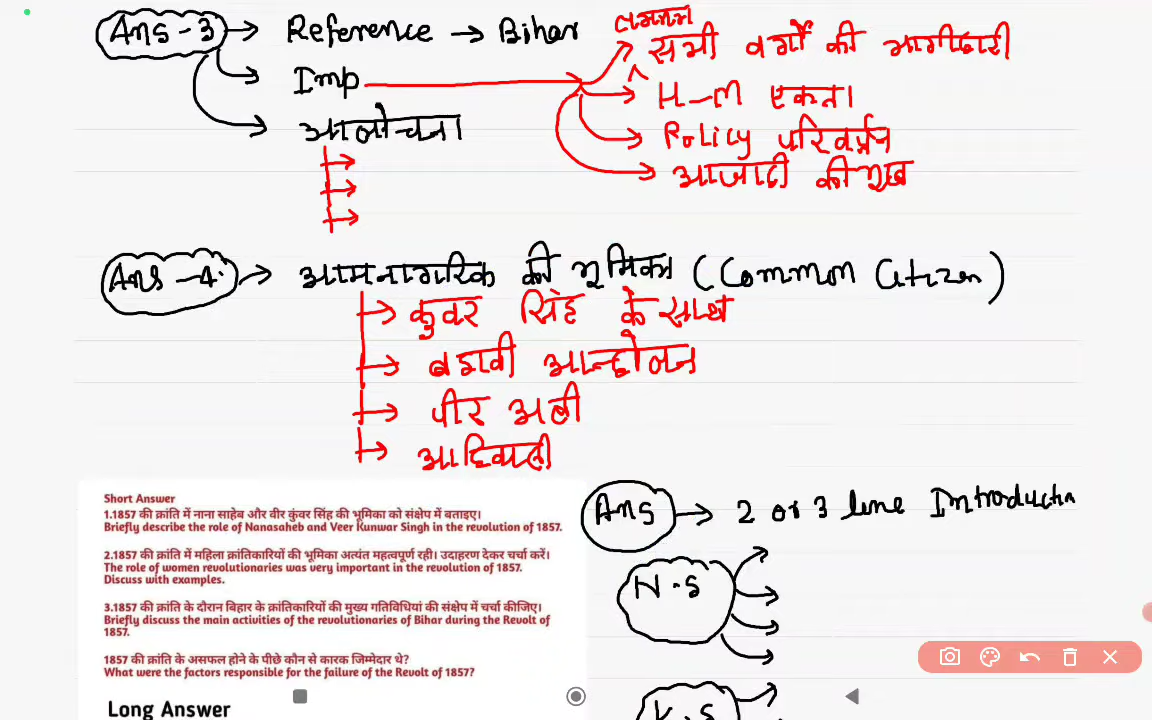 Ans-3 → Reference → Bihar
लगभग
सभी वर्गों की भागीदारी
Imp
H-M एकता
आलोचना
Policy परिवर्तन
आजादी की भूख
Ans-4 → आमनागरिक की भूमिका (Common Citizen)
कुवर सिंह के साथ
वहावी आन्दोलन
पीर अली
आदिवासी
Short Answer
1.1857 की क्रांति में नाना साहेब और वीर कुंवर सिंह की भूमिका को संक्षेप में बताइए।
Briefly describe the role of Nanasaheb and Veer Kunwar Singh in the revolution of 1857.
2.1857 की क्रांति में महिला क्रांतिकारियों की भूमिका अत्यंत महत्वपूर्ण रही। उदाहरण देकर चर्चा करें।
The role of women revolutionaries was very important in the revolution of 1857.
Discuss with examples.
3.1857 की क्रांति के दौरान बिहार के क्रांतिकारियों की मुख्य गतिविधियां की संक्षेप में चर्चा कीजिए।
Briefly discuss the main activities of the revolutionaries of Bihar during the Revolt of
1857.
1857 की क्रांति के असफल होने के पीछे कौन से कारक जिम्मेदार थे?
What were the factors responsible for the failure of the Revolt of 1857?
Long Answer
Ans → 2 or 3 line Introductn
N.S
K.S